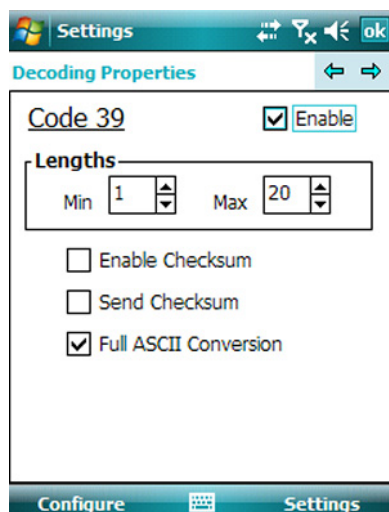 Settings ok
Decoding Properties
Code 39 Enable
Lengths
Min 1 Max 20
Enable Checksum
Send Checksum
Full ASCII Conversion
Configure Settings